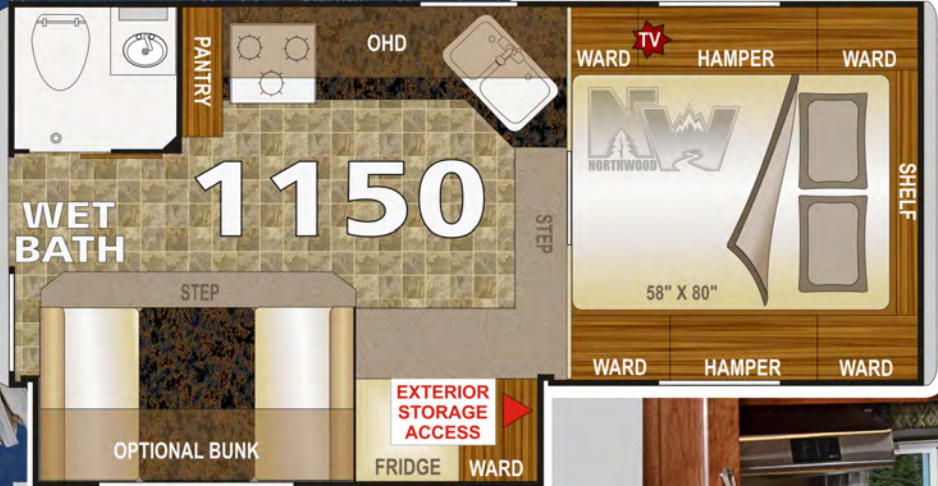 PANTRY
OHD
WARD
TV
HAMPER
WARD
NW
NORTHWOOD
SHELF
1150
WET
BATH
STEP
STEP
58" X 80"
WARD
HAMPER
WARD
EXTERIOR
STORAGE
ACCESS
OPTIONAL BUNK
FRIDGE
WARD